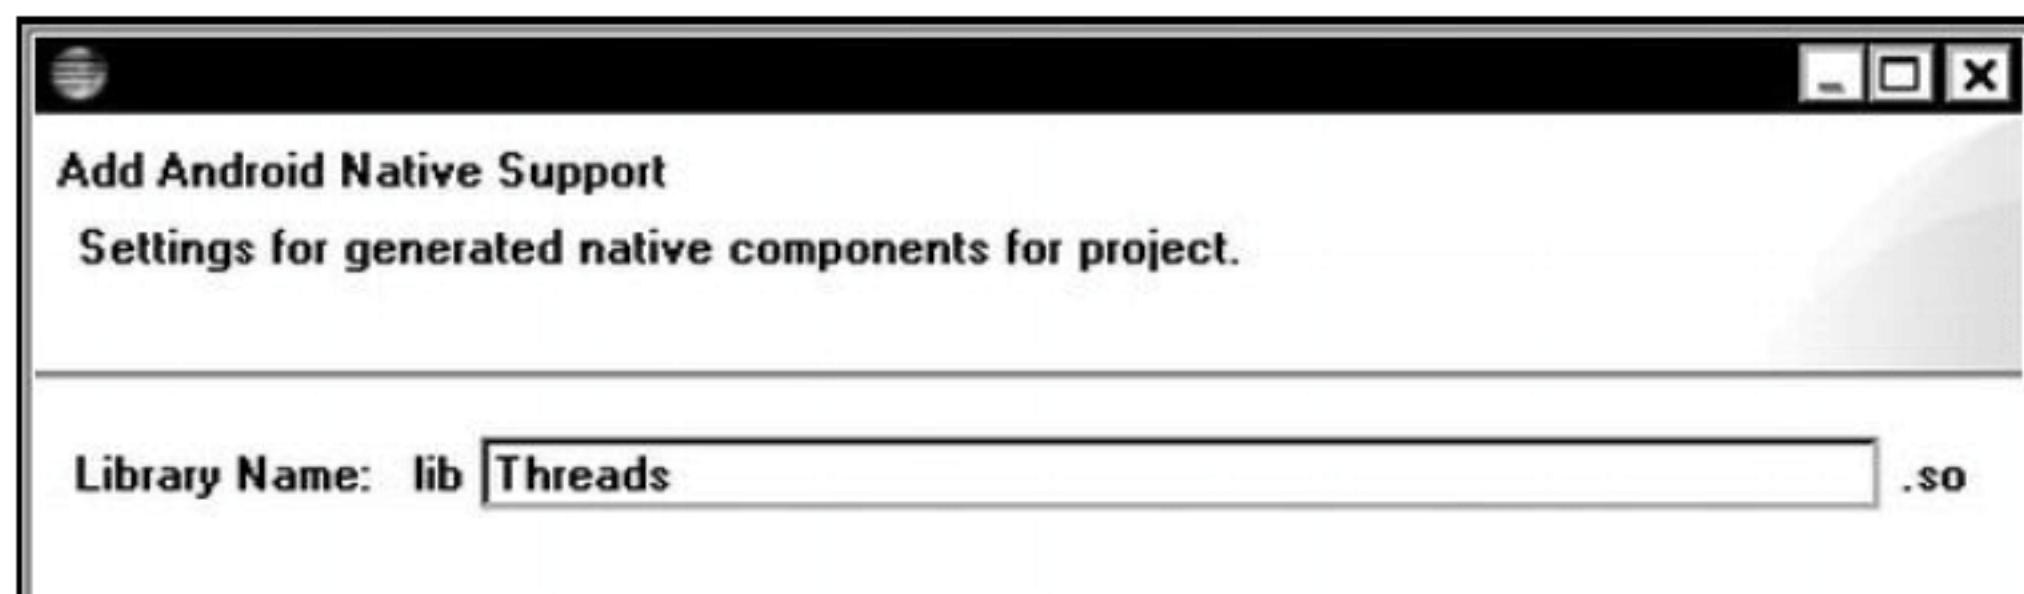 Add Android Native Support
Settings for generated native components for project.
Library Name: lib Threads .so